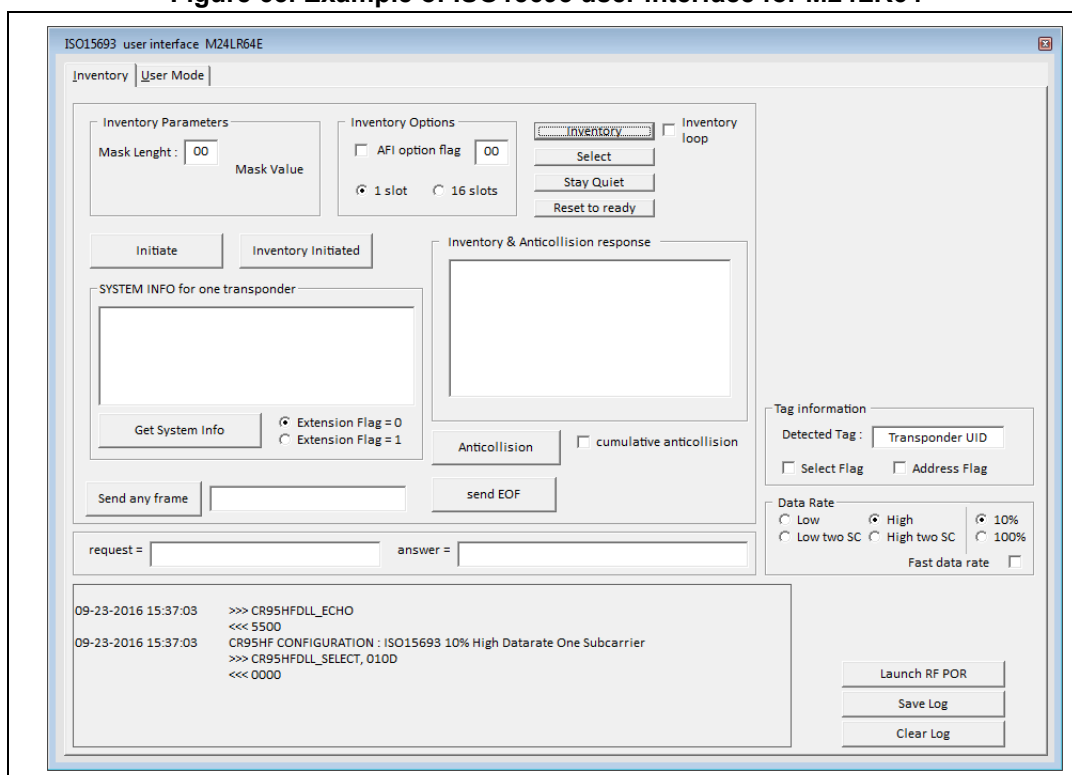 ISO15693 user interface M24LR64E
Inventory User Mode
Inventory Parameters
Mask Lenght : 00
Mask Value
Inventory Options
AFI option flag 00
1 slot 16 slots
Inventory
Inventory loop
Select
Stay Quiet
Reset to ready
Initiate
Inventory Initiated
Inventory & Anticollision response
SYSTEM INFO for one transponder
Get System Info
Extension Flag = 0
Extension Flag = 1
Anticollision
cumulative anticollision
Send any frame
send EOF
Tag information
Detected Tag : Transponder UID
Select Flag Address Flag
Data Rate
Low High 10%
Low two SC High two SC 100%
Fast data rate
request =
answer =
09-23-2016 15:37:03 >>> CR95HFDLL_ECHO
<<< 5500
09-23-2016 15:37:03 CR95HF CONFIGURATION : ISO15693 10% High Datarate One Subcarrier
>>> CR95HFDLL_SELECT, 010D
<<< 0000
Launch RF POR
Save Log
Clear Log